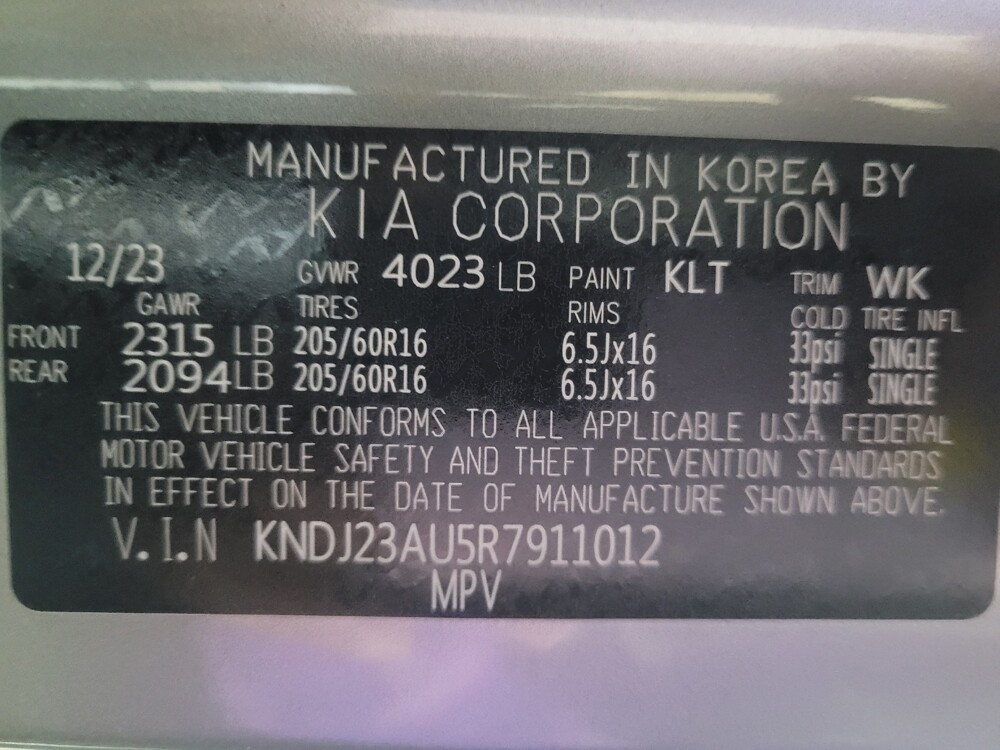 MANUFACTURED IN KOREA BY
KIA CORPORATION
12/23 GVWR 4023 LB PAINT KLT TRIM WK
GAWR TIRES RIMS COLD TIRE INFL
FRONT 2315 LB 205/60R16 6.5Jx16 33psi SINGLE
REAR 2094LB 205/60R16 6.5Jx16 33psi SINGLE
THIS VEHICLE CONFORMS TO ALL APPLICABLE U.S.A. FEDERAL
MOTOR VEHICLE SAFETY AND THEFT PREVENTION STANDARDS
IN EFFECT ON THE DATE OF MANUFACTURE SHOWN ABOVE.
V.I.N KNDJ23AU5R7911012
MPV